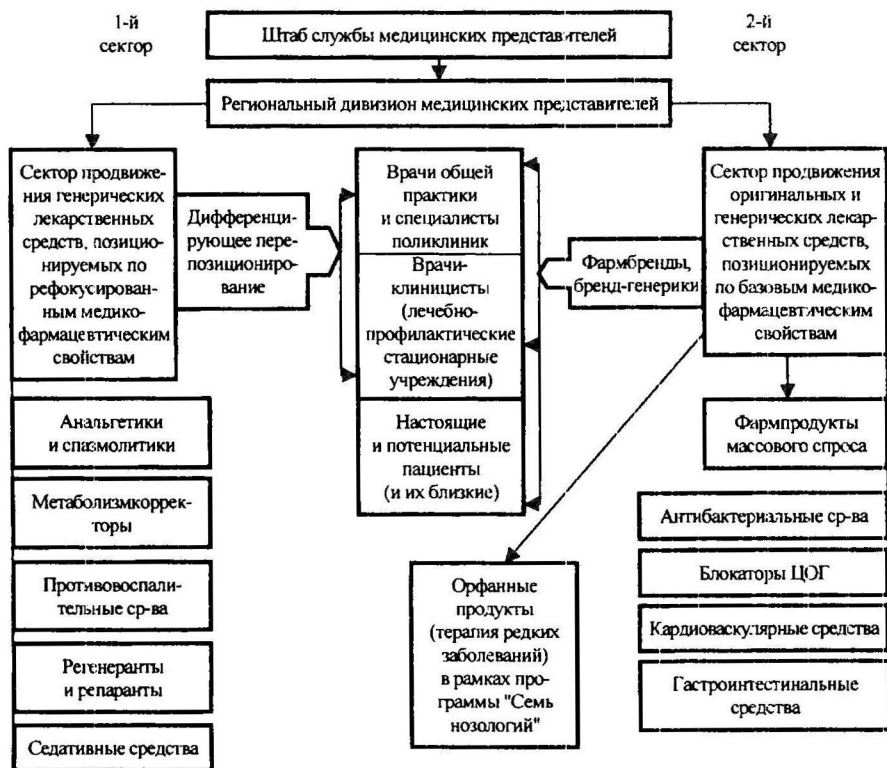 1-й
сектор
Штаб службы медицинских представителей
2-й
сектор
Региональный дивизион медицинских представителей
Сектор продвиже-
ния генерических
лекарственных
средств, позицио-
нируемых по
рефокусирован-
ным медико-
фармацевтическим
свойствам
Дифференци-
рующее пере-
позициониро-
вание
Врачи общей
практики
и специалисты
поликлиник
Врачи-
клиницисты
(лечебно-
профилактические
стационарные
учреждения)
Настоящие
и потенциальные
пациенты
(и их близкие)
Фармбренды,
бренд-генерики
Сектор продвижения
оригинальных и
генерических лекар-
ственных средств,
позиционируемых
по базовым медико-
фармацевтическим
свойствам
Анальгетики
и спазмолитики
Метаболизмкоррек-
торы
Противовоспали-
тельные ср-ва
Регенеранты
и репаранты
Седативные средства
Орфанные
продукты
(терапия редких
заболеваний)
в рамках про-
граммы "Семь
нозологий"
Фармпродукты
массового спроса
Антибактериальные ср-ва
Блокаторы ЦОГ
Кардиоваскулярные средства
Гастроинтестинальные
средства